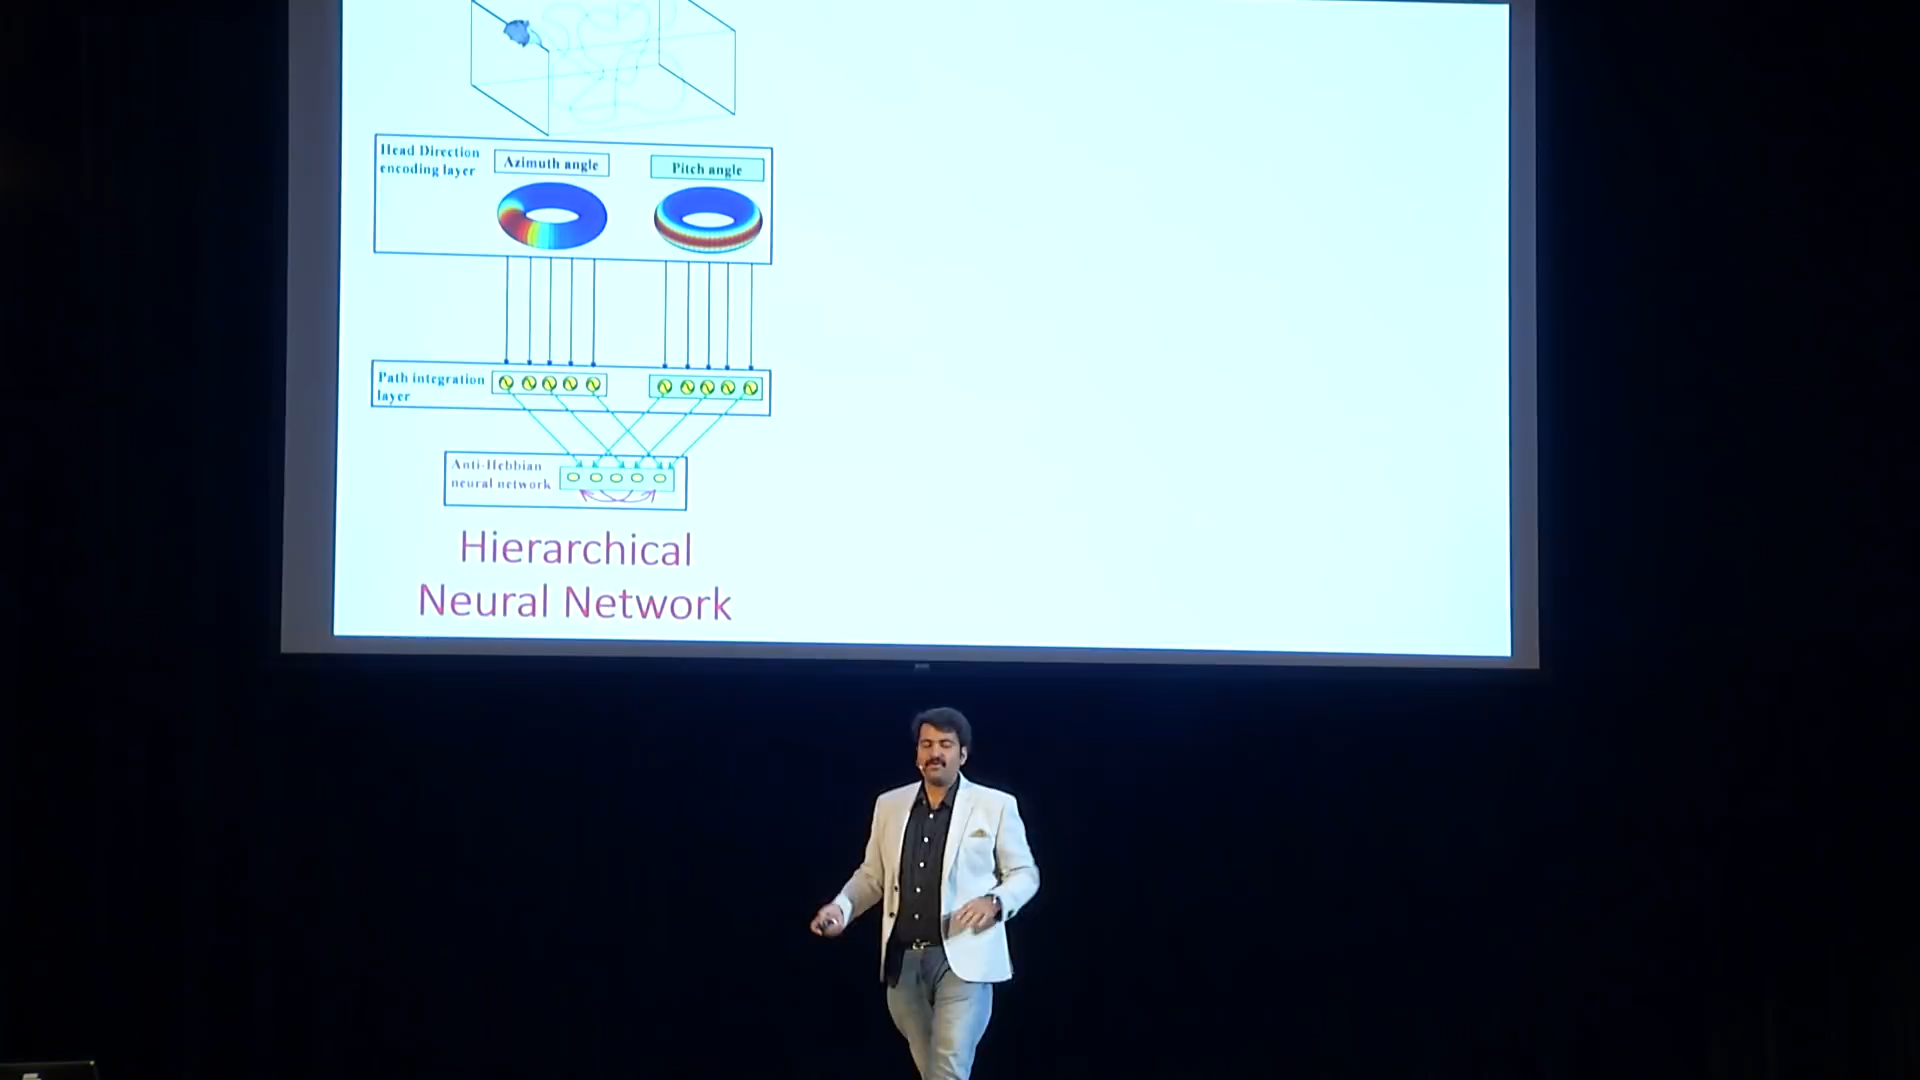 Head Direction
encoding layer
Azimuth angle
Pitch angle
Path integration
layer
Anti-Hebbian
neural network
Hierarchical
Neural Network